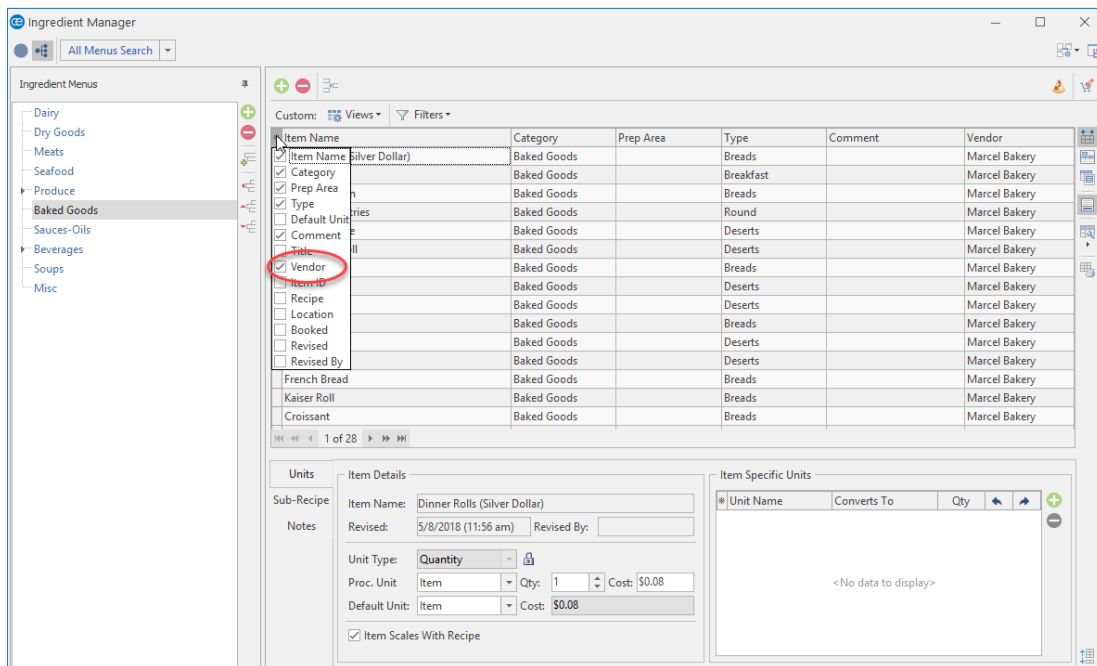 Ingredient Manager
All Menus Search
Ingredient Menus
Dairy
Dry Goods
Meats
Seafood
Produce
Baked Goods
Sauces-Oils
Beverages
Soups
Misc
Custom: Views Filters
Item Name Category Prep Area Type Comment Vendor
Silver Dollar) Baked Goods Breads Marcel Bakery
Baked Goods Breakfast Marcel Bakery
n Baked Goods Breads Marcel Bakery
tries Baked Goods Round Marcel Bakery
e Baked Goods Deserts Marcel Bakery
ll Baked Goods Deserts Marcel Bakery
Baked Goods Breads Marcel Bakery
Baked Goods Deserts Marcel Bakery
Baked Goods Deserts Marcel Bakery
Baked Goods Breads Marcel Bakery
Baked Goods Deserts Marcel Bakery
Baked Goods Deserts Marcel Bakery
French Bread Baked Goods Breads Marcel Bakery
Kaiser Roll Baked Goods Breads Marcel Bakery
Croissant Baked Goods Breads Marcel Bakery
Item Name
Category
Prep Area
Type
Default Unit
Comment
Title
Vendor
Item ID
Recipe
Location
Booked
Revised
Revised By
1 of 28
Units
Sub-Recipe
Notes
Item Details
Item Name: Dinner Rolls (Silver Dollar)
Revised: 5/8/2018 (11:56 am) Revised By:
Unit Type: Quantity
Proc. Unit Item Qty: 1 Cost: $0.08
Default Unit: Item Cost: $0.08
Item Scales With Recipe
Item Specific Units
Unit Name Converts To Qty
<No data to display>